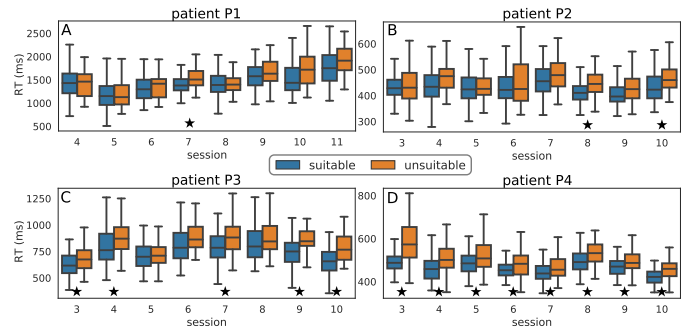 patient P1
patient P2
A
B
RT (ms)
2500
2000
1500
1000
500
600
500
400
300
4 5 6 7 8 9 10 11
3 4 5 6 7 8 9 10
session
session
suitable unsuitable
patient P3
patient P4
C
D
RT (ms)
1250
1000
750
500
800
600
400
3 4 5 6 7 8 9 10
3 4 5 6 7 8 9 10
session
session